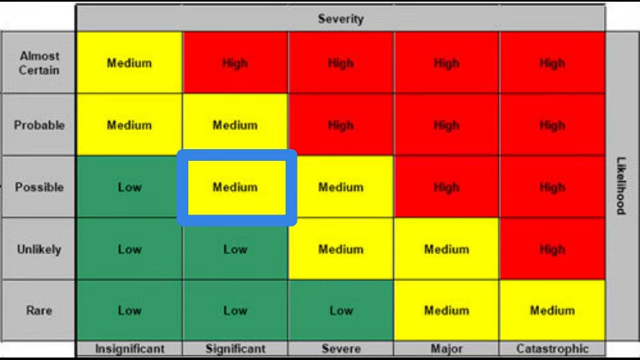 Severity
Almost
Certain
Medium
High
High
High
High
Probable
Medium
Medium
High
High
High
Possible
Low
Medium
Medium
High
High
Unlikely
Low
Low
Medium
Medium
High
Rare
Low
Low
Low
Medium
Medium
Insignificant
Significant
Severe
Major
Catastrophic
Likelihood